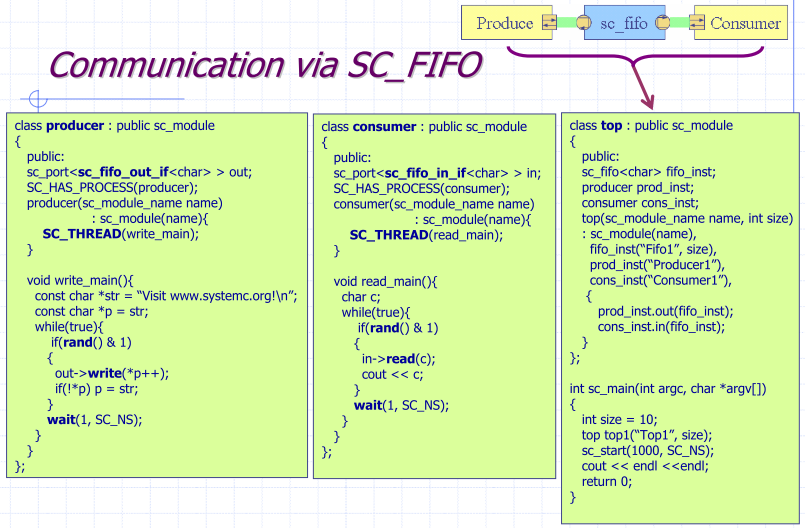 Produce
sc_fifo
Consumer
Communication via SC_FIFO
class producer : public sc_module
{
public:
sc_port<sc_fifo_out_if<char> > out;
SC_HAS_PROCESS(producer);
producer(sc_module_name name)
: sc_module(name){
SC_THREAD(write_main);
}
void write_main(){
const char *str = “Visit www.systemc.org!\n”;
const char *p = str;
while(true){
if(rand() & 1)
{
out->write(*p++);
if(!*p) p = str;
}
wait(1, SC_NS);
}
}
};
class consumer : public sc_module
{
public:
sc_port<sc_fifo_in_if<char> > in;
SC_HAS_PROCESS(consumer);
consumer(sc_module_name name)
: sc_module(name){
SC_THREAD(read_main);
}
void read_main(){
char c;
while(true){
if(rand() & 1)
{
in->read(c);
cout << c;
}
wait(1, SC_NS);
}
}
};
class top : public sc_module
{
public:
sc_fifo<char> fifo_inst;
producer prod_inst;
consumer cons_inst;
top(sc_module_name name, int size)
: sc_module(name),
fifo_inst(“Fifo1”, size),
prod_inst(“Producer1”),
cons_inst(“Consumer1”),
{
prod_inst.out(fifo_inst);
cons_inst.in(fifo_inst);
}
};
int sc_main(int argc, char *argv[])
{
int size = 10;
top top1(“Top1”, size);
sc_start(1000, SC_NS);
cout << endl <<endl;
return 0;
}